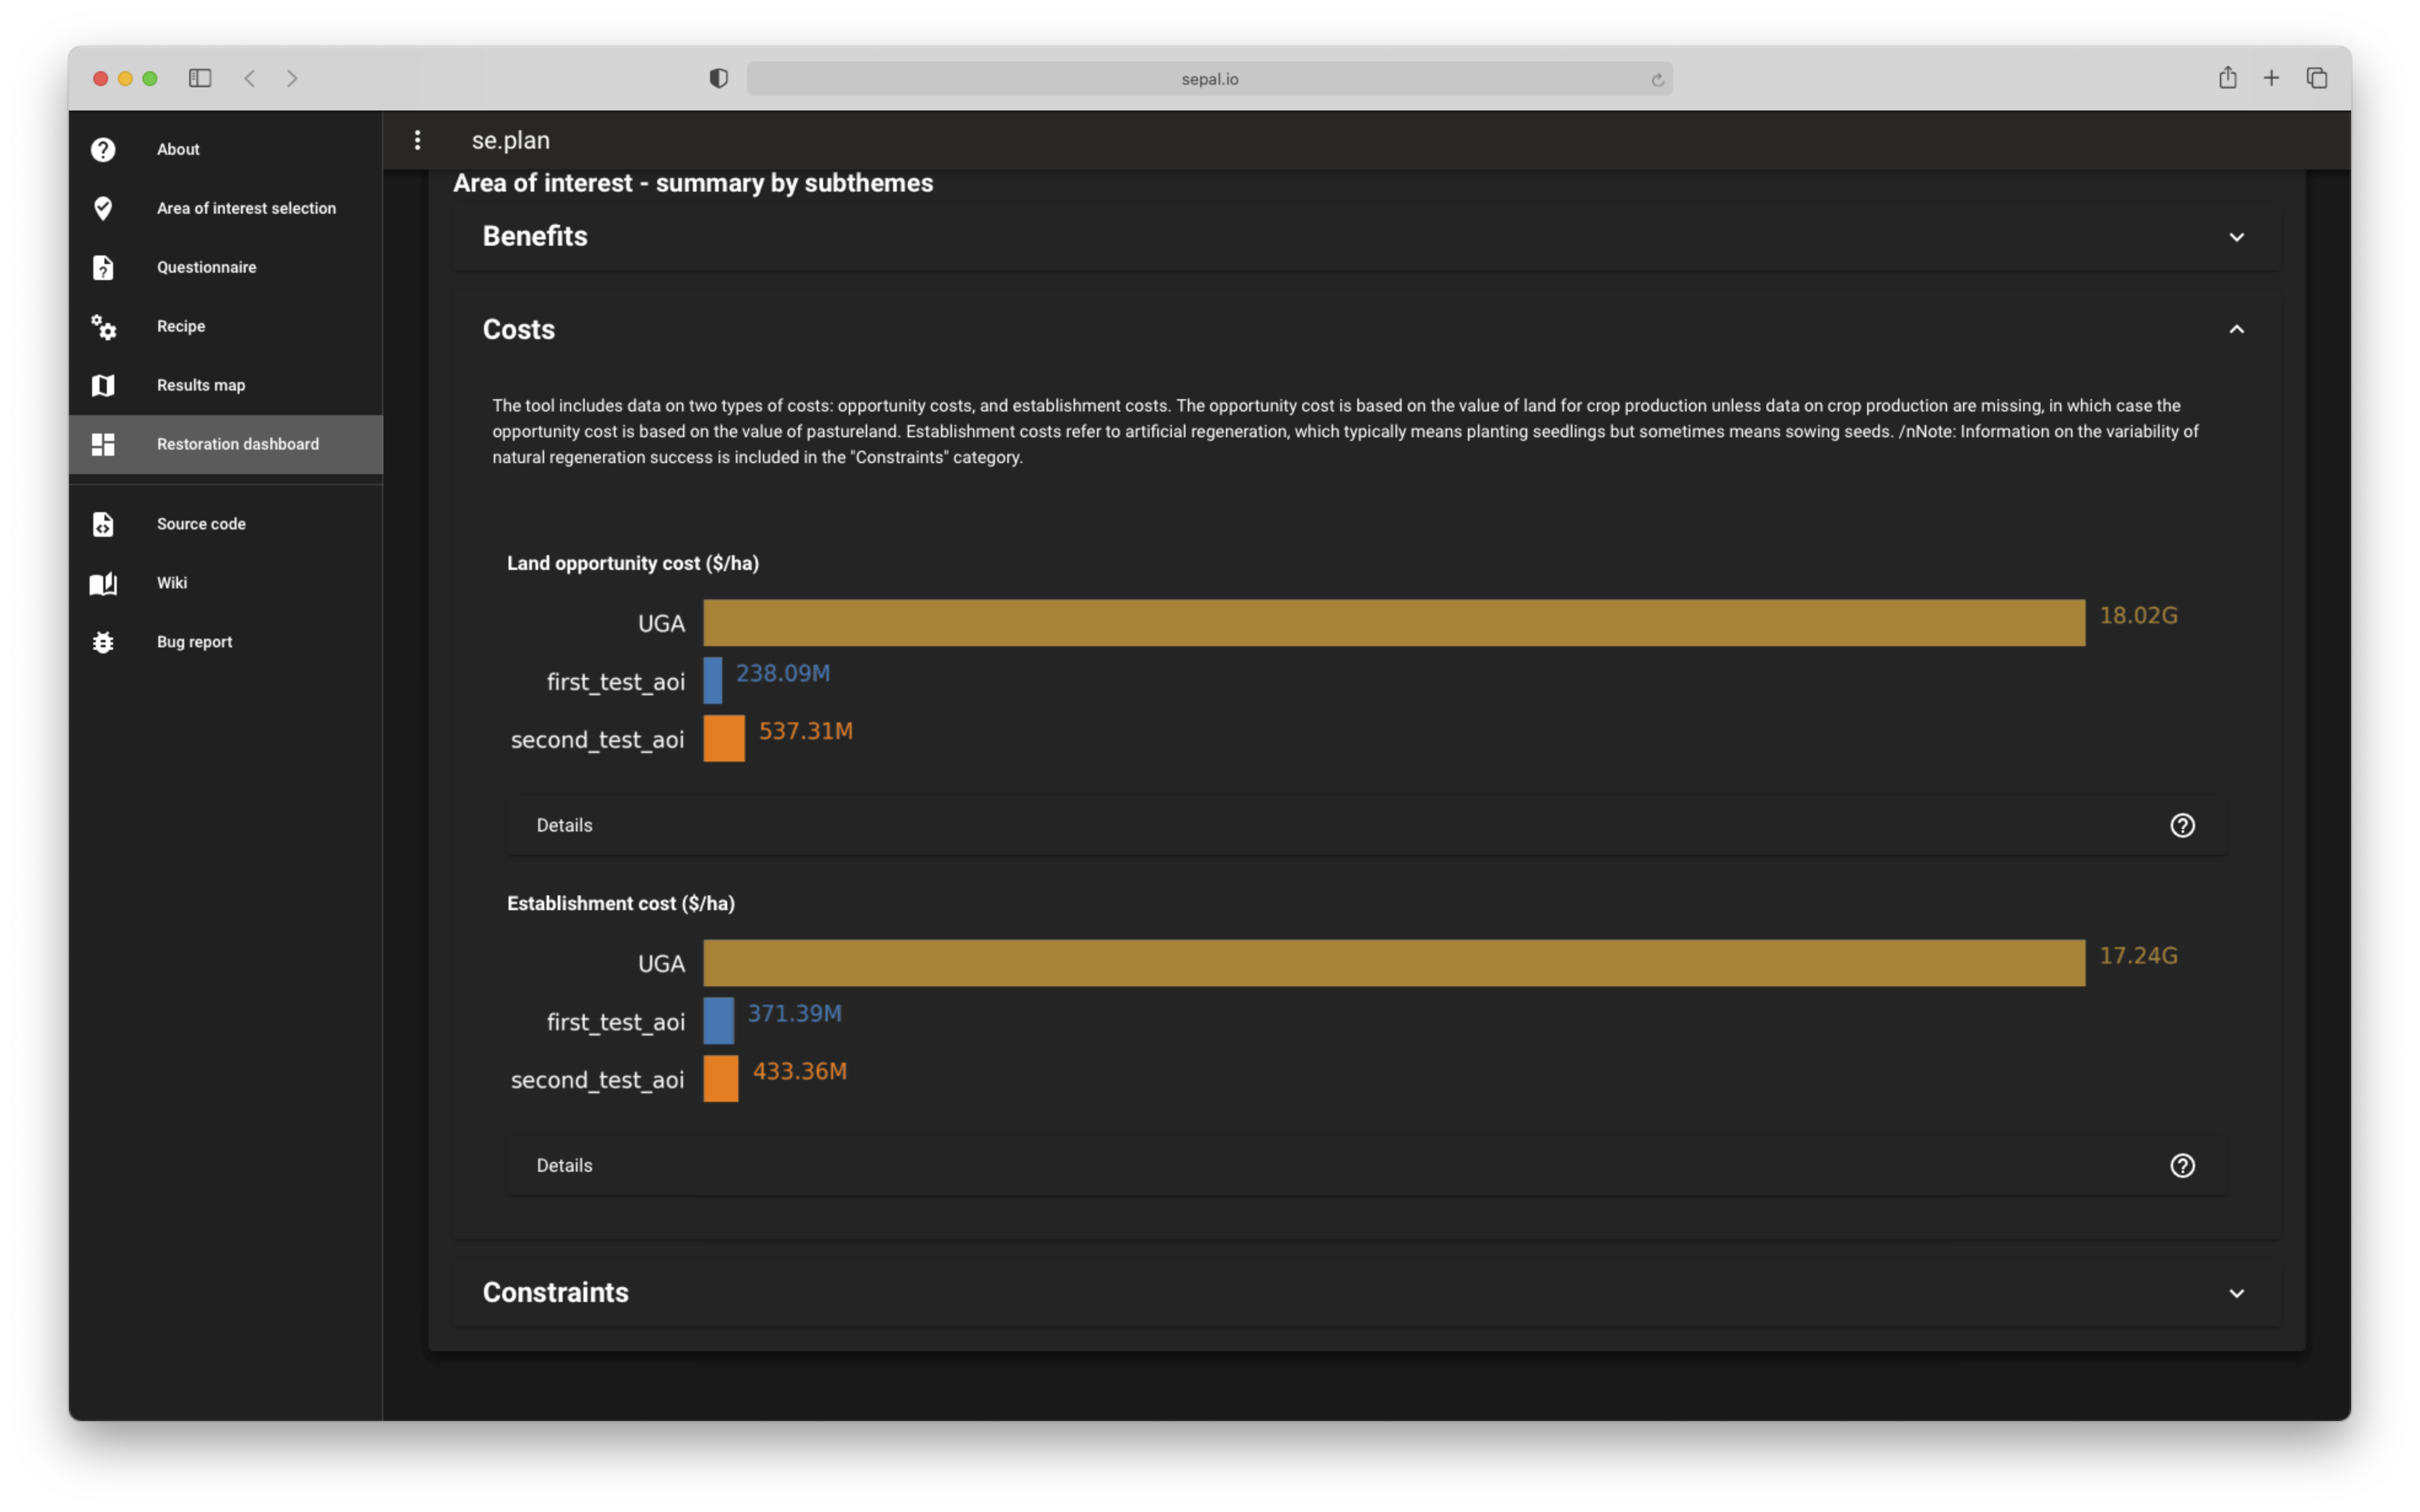 sepal.io
se.plan
About
Area of interest selection
Questionnaire
Recipe
Results map
Restoration dashboard
Source code
Wiki
Bug report
Area of interest - summary by subthemes
Benefits
Costs
The tool includes data on two types of costs: opportunity costs, and establishment costs. The opportunity cost is based on the value of land for crop production unless data on crop production are missing, in which case the
opportunity cost is based on the value of pastureland. Establishment costs refer to artificial regeneration, which typically means planting seedlings but sometimes means sowing seeds. /nNote: Information on the variability of
natural regeneration success is included in the "Constraints" category.
Land opportunity cost ($/ha)
UGA 18.02G
first_test_aoi 238.09M
second_test_aoi 537.31M
Details
Establishment cost ($/ha)
UGA 17.24G
first_test_aoi 371.39M
second_test_aoi 433.36M
Details
Constraints